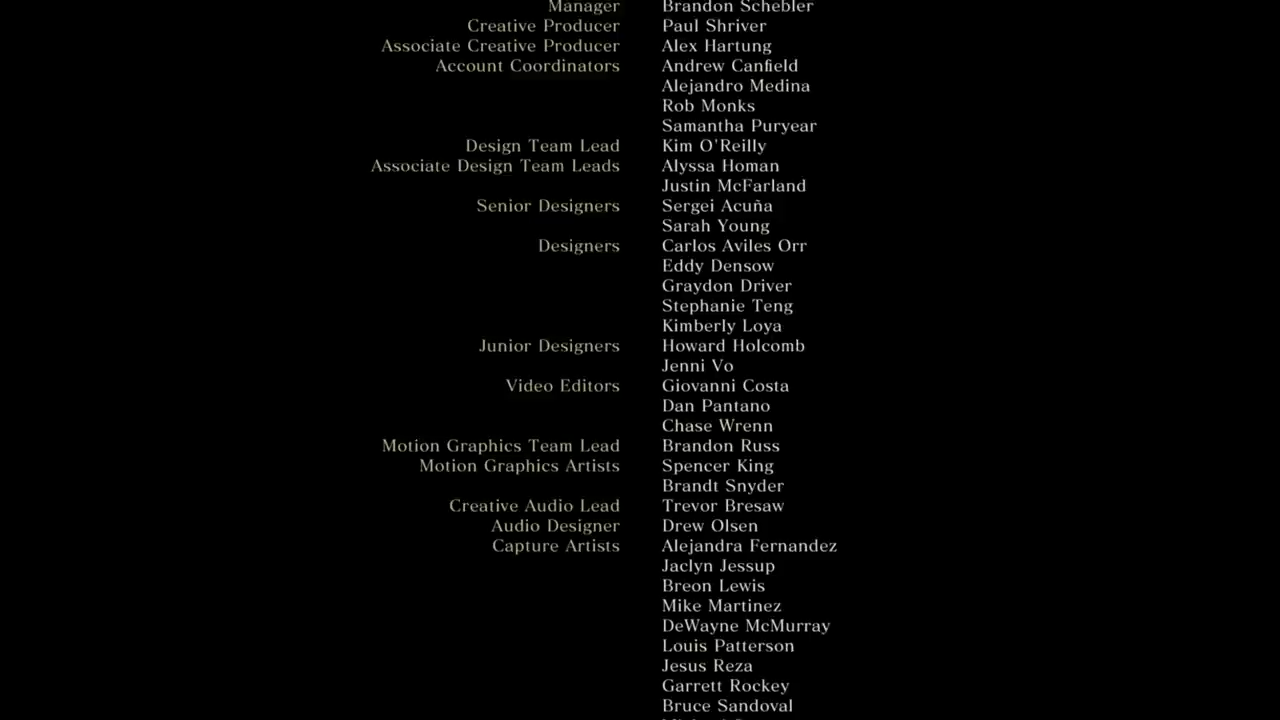 Manager Brandon Schebler
Creative Producer Paul Shriver
Associate Creative Producer Alex Hartung
Account Coordinators Andrew Canfield
Alejandro Medina
Rob Monks
Samantha Puryear
Design Team Lead Kim O'Reilly
Associate Design Team Leads Alyssa Homan
Justin McFarland
Senior Designers Sergei Acuña
Sarah Young
Designers Carlos Aviles Orr
Eddy Densow
Graydon Driver
Stephanie Teng
Kimberly Loya
Junior Designers Howard Holcomb
Jenni Vo
Video Editors Giovanni Costa
Dan Pantano
Chase Wrenn
Motion Graphics Team Lead Brandon Russ
Motion Graphics Artists Spencer King
Brandt Snyder
Creative Audio Lead Trevor Bresaw
Audio Designer Drew Olsen
Capture Artists Alejandra Fernandez
Jaclyn Jessup
Breon Lewis
Mike Martinez
DeWayne McMurray
Louis Patterson
Jesus Reza
Garrett Rockey
Bruce Sandoval